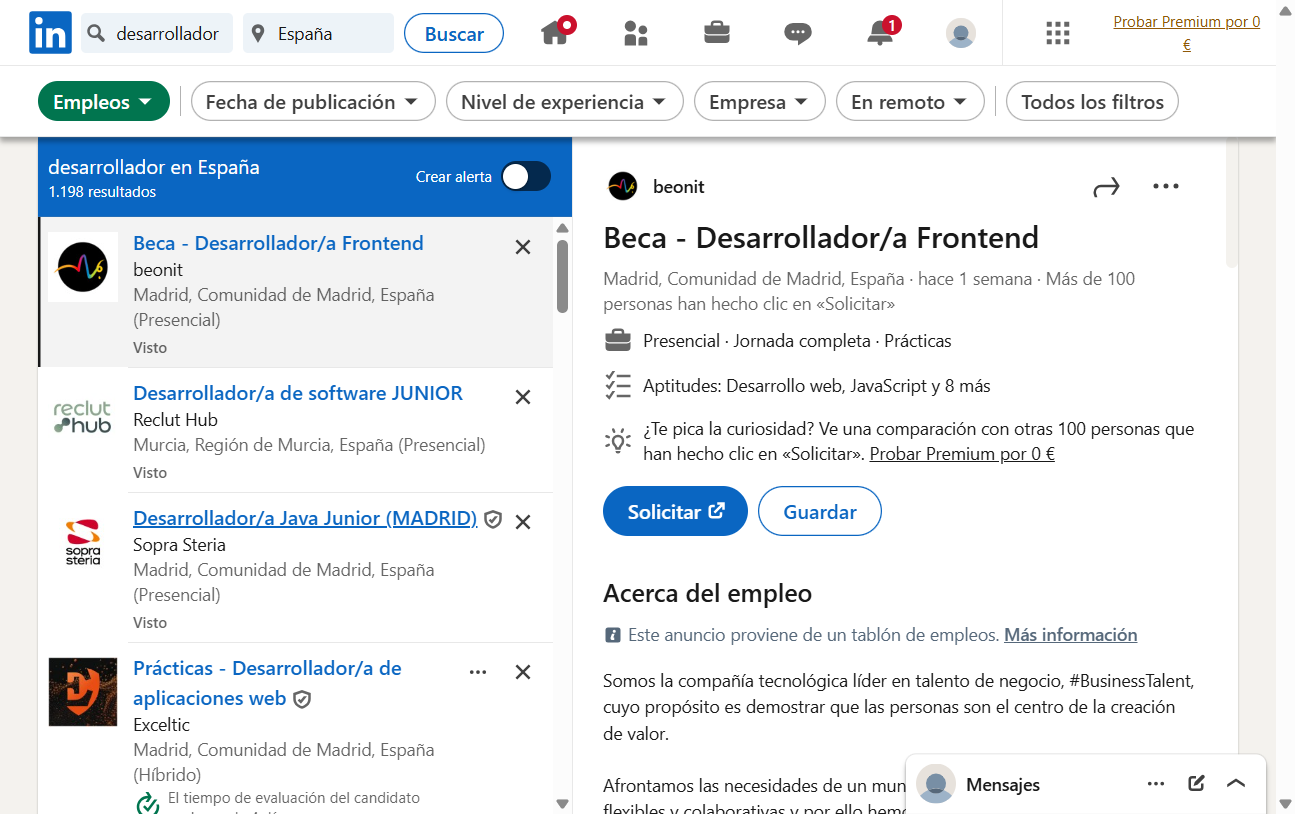 in
desarrollador
España
Buscar
1
Probar Premium por 0
€
Empleos
Fecha de publicación
Nivel de experiencia
Empresa
En remoto
Todos los filtros
desarrollador en España
1.198 resultados
Crear alerta
Beca - Desarrollador/a Frontend
beonit
Madrid, Comunidad de Madrid, España
(Presencial)
Visto
reclut
hub
Desarrollador/a de software JUNIOR
Reclut Hub
Murcia, Región de Murcia, España (Presencial)
Visto
sopra
steria
Desarrollador/a Java Junior (MADRID)
Sopra Steria
Madrid, Comunidad de Madrid, España
(Presencial)
Visto
Prácticas - Desarrollador/a de
aplicaciones web
Exceltic
Madrid, Comunidad de Madrid, España
(Híbrido)
El tiempo de evaluación del candidato
beonit
Beca - Desarrollador/a Frontend
Madrid, Comunidad de Madrid, España · hace 1 semana · Más de 100
personas han hecho clic en «Solicitar»
Presencial · Jornada completa · Prácticas
Aptitudes: Desarrollo web, JavaScript y 8 más
¿Te pica la curiosidad? Ve una comparación con otras 100 personas que
han hecho clic en «Solicitar». Probar Premium por 0 €
Solicitar
Guardar
Acerca del empleo
Este anuncio proviene de un tablón de empleos. Más información
Somos la compañía tecnológica líder en talento de negocio, #BusinessTalent,
cuyo propósito es demostrar que las personas son el centro de la creación
de valor.
Afrontamos las necesidades de un mun
flexibles y colaborativas y por ello hemo
Mensajes